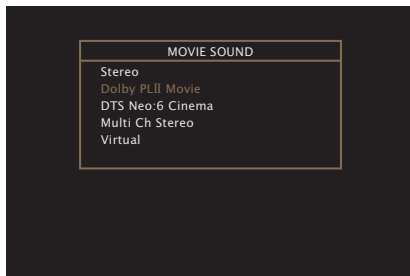 MOVIE SOUND
Stereo
Dolby PLⅡ Movie
DTS Neo:6 Cinema
Multi Ch Stereo
Virtual